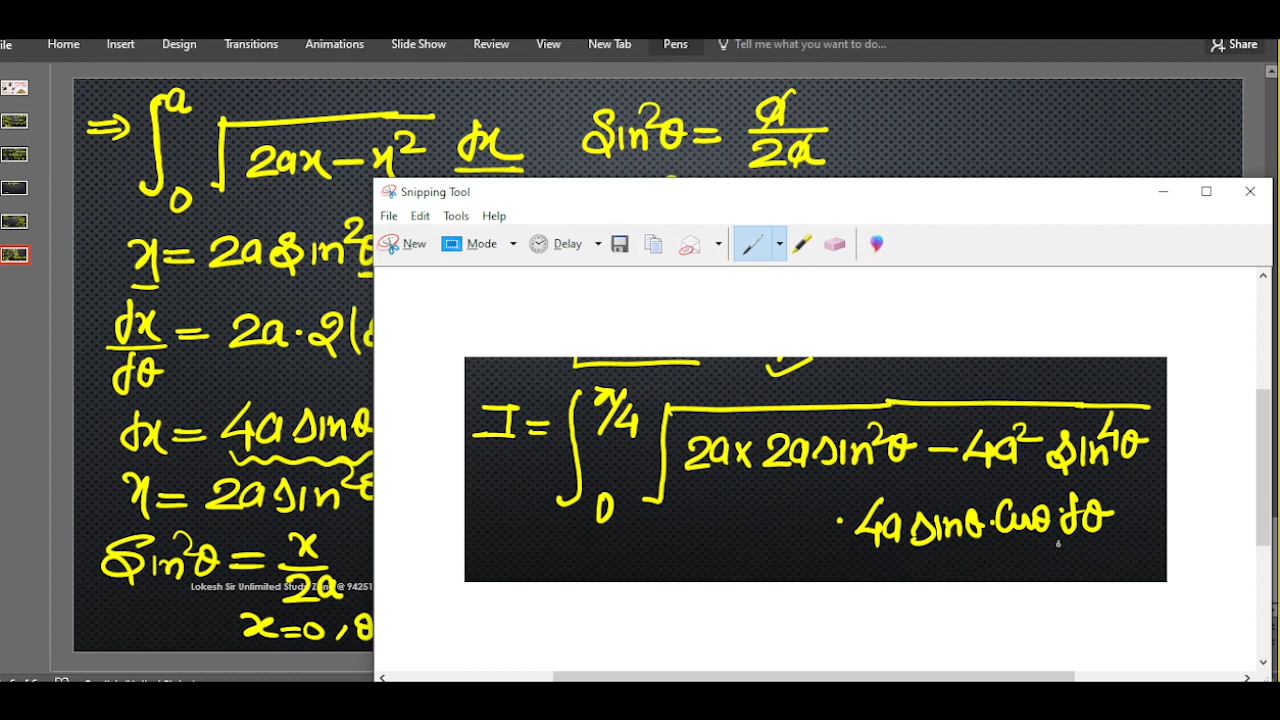 File Home Insert Design Transitions Animations Slide Show Review View New Tab Pens Tell me what you want to do... Share
⇒ ∫₀ᵃ √(2ax − x²) dx
sin²θ = a/2a
x = 2a sin²θ
dx/dθ = 2a · 2(
dx = 4a sinθ
x = 2a sin²θ
Sin²θ = x/2a
Lokesh Sir Unlimited Study Zone @ 94251
x = 0, θ
Snipping Tool
File Edit Tools Help
New Mode Delay
I = ∫₀^π/4 √(2a × 2a sin²θ − 4a² sin⁴θ)
· 4a sinθ · cosθ · dθ